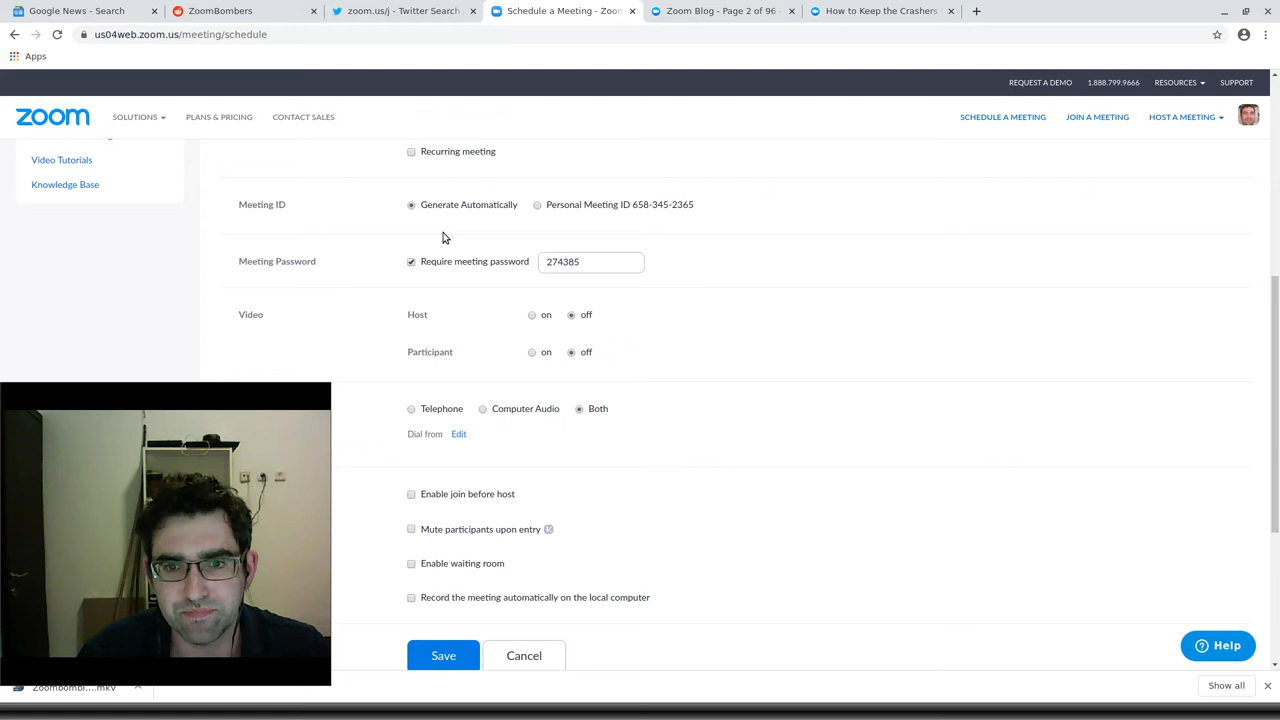 Google News - Search
ZoomBombers
zoom.us/j - Twitter Search
Schedule a Meeting - Zoo
Zoom Blog - Page 2 of 96 -
How to Keep the Crashers
us04web.zoom.us/meeting/schedule
Apps
REQUEST A DEMO 1.888.799.9666 RESOURCES SUPPORT
zoom SOLUTIONS PLANS & PRICING CONTACT SALES SCHEDULE A MEETING JOIN A MEETING HOST A MEETING
Recurring meeting
Video Tutorials
Knowledge Base
Meeting ID Generate Automatically Personal Meeting ID 658-345-2365
Meeting Password Require meeting password 274385
Video Host on off
Participant on off
Telephone Computer Audio Both
Dial from Edit
Enable join before host
Mute participants upon entry
Enable waiting room
Record the meeting automatically on the local computer
Save Cancel
Help
Zoombombi....mkv
Show all